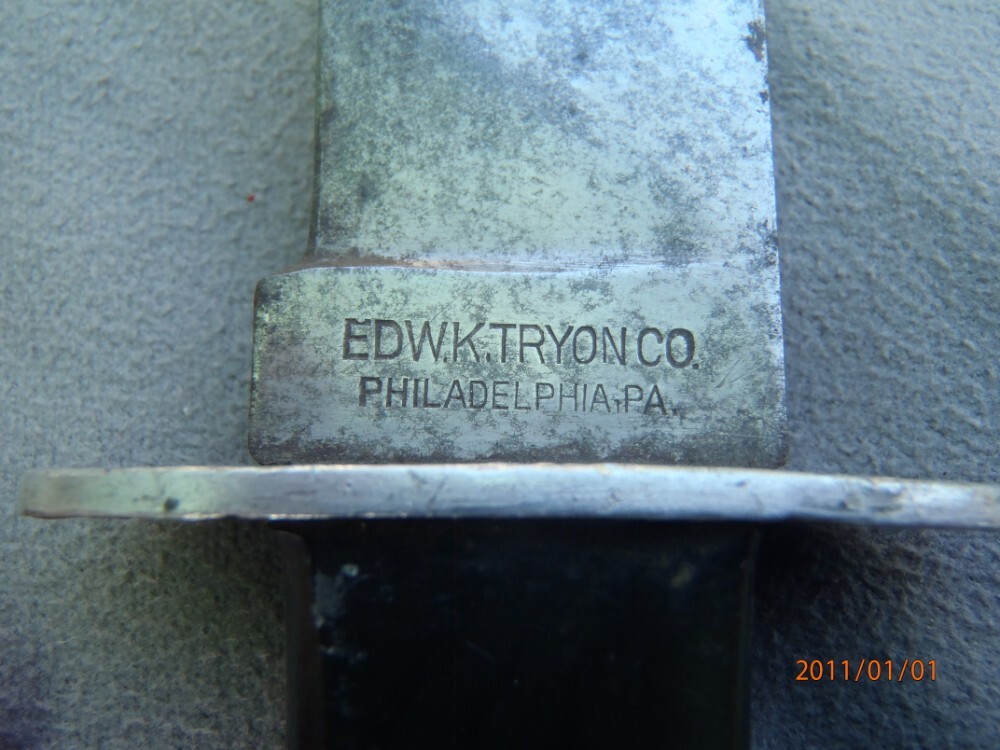 EDW.K.TRYON CO.
PHILADELPHIA,PA.
2011/01/01